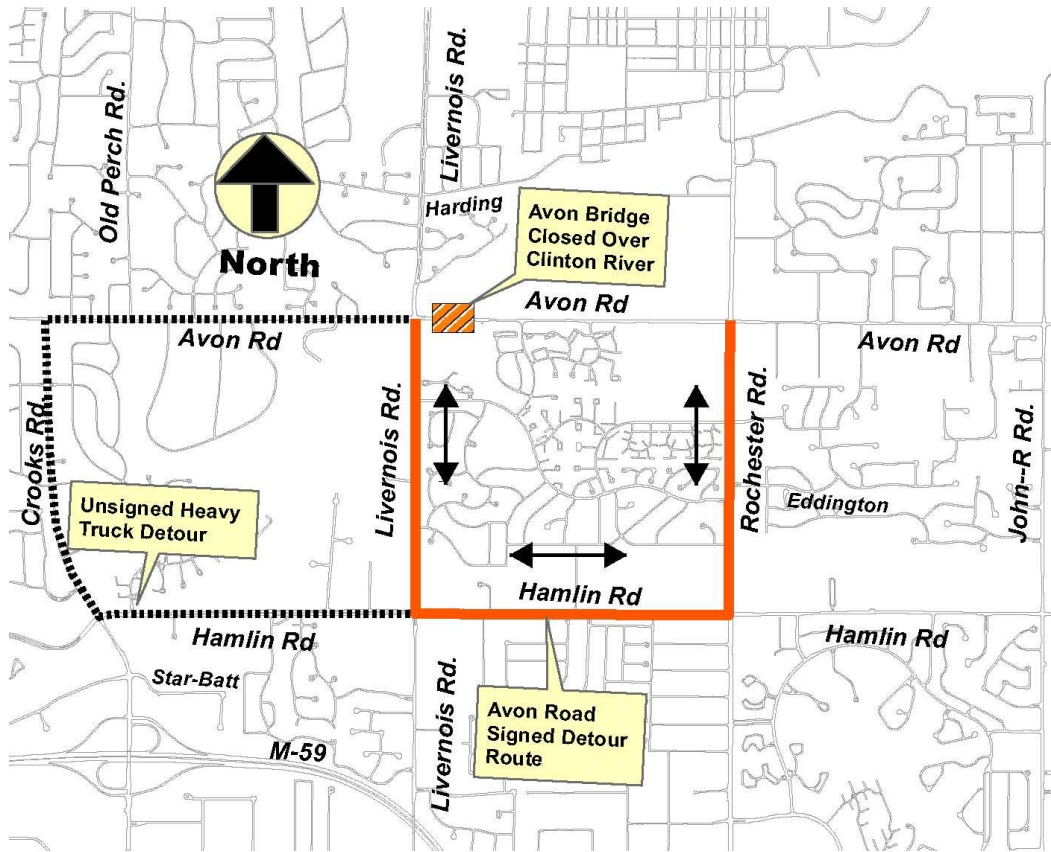 Old Perch Rd.
Livernois Rd.
Harding
North
Avon Bridge
Closed Over
Clinton River
Avon Rd
Avon Rd
Avon Rd
Crooks Rd.
Livernois Rd.
Rochester Rd.
John--R Rd.
Unsigned Heavy
Truck Detour
Eddington
Hamlin Rd
Hamlin Rd
Hamlin Rd
Star-Batt
Livernois Rd.
Avon Road
Signed Detour
Route
M-59